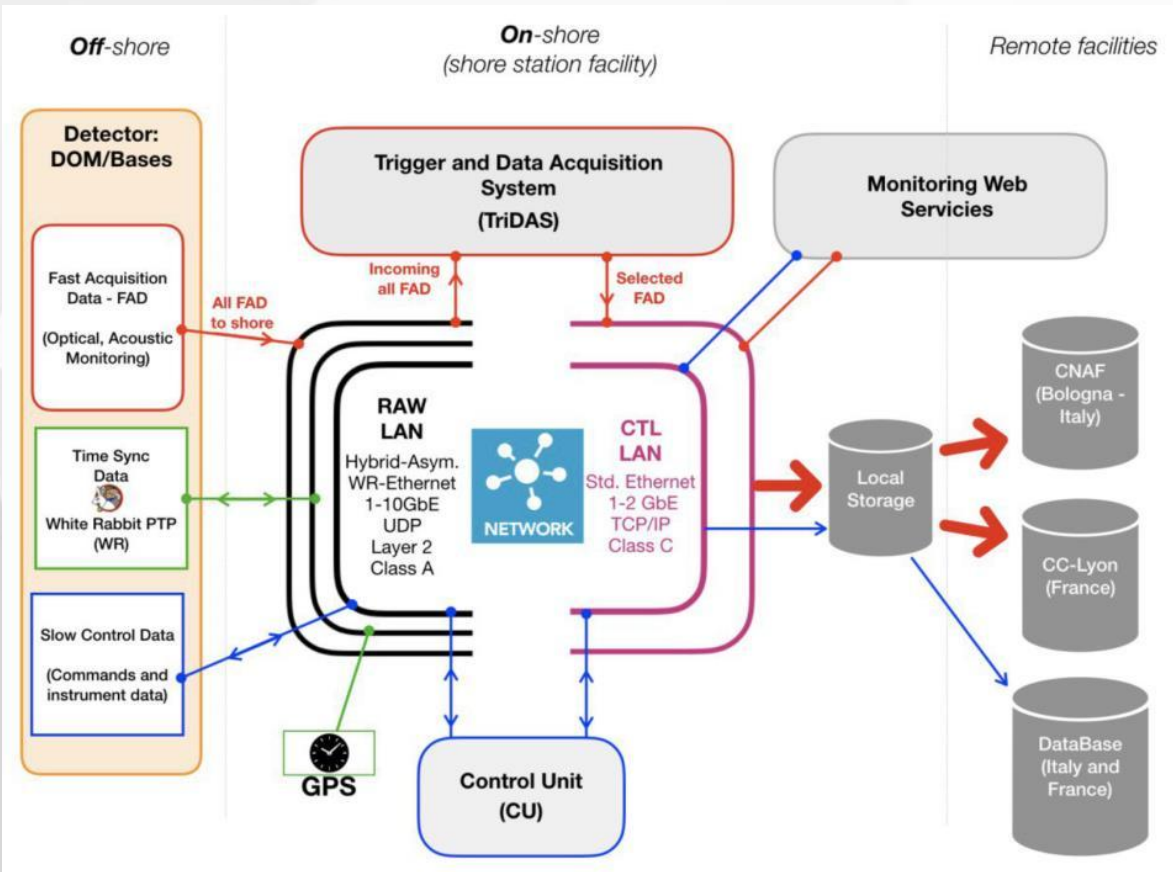 Off-shore
On-shore
(shore station facility)
Remote facilities
Detector:
DOM/Bases
Fast Acquisition
Data - FAD
(Optical, Acoustic
Monitoring)
All FAD
to shore
Time Sync
Data
White Rabbit PTP
(WR)
Slow Control Data
(Commands and
instrument data)
Trigger and Data Acquisition
System
(TriDAS)
Incoming
all FAD
Selected
FAD
Monitoring Web
Servicies
RAW
LAN
Hybrid-Asym.
WR-Ethernet
1-10GbE
UDP
Layer 2
Class A
NETWORK
CTL
LAN
Std. Ethernet
1-2 GbE
TCP/IP
Class C
GPS
Control Unit
(CU)
Local
Storage
CNAF
(Bologna -
Italy)
CC-Lyon
(France)
DataBase
(Italy and
France)